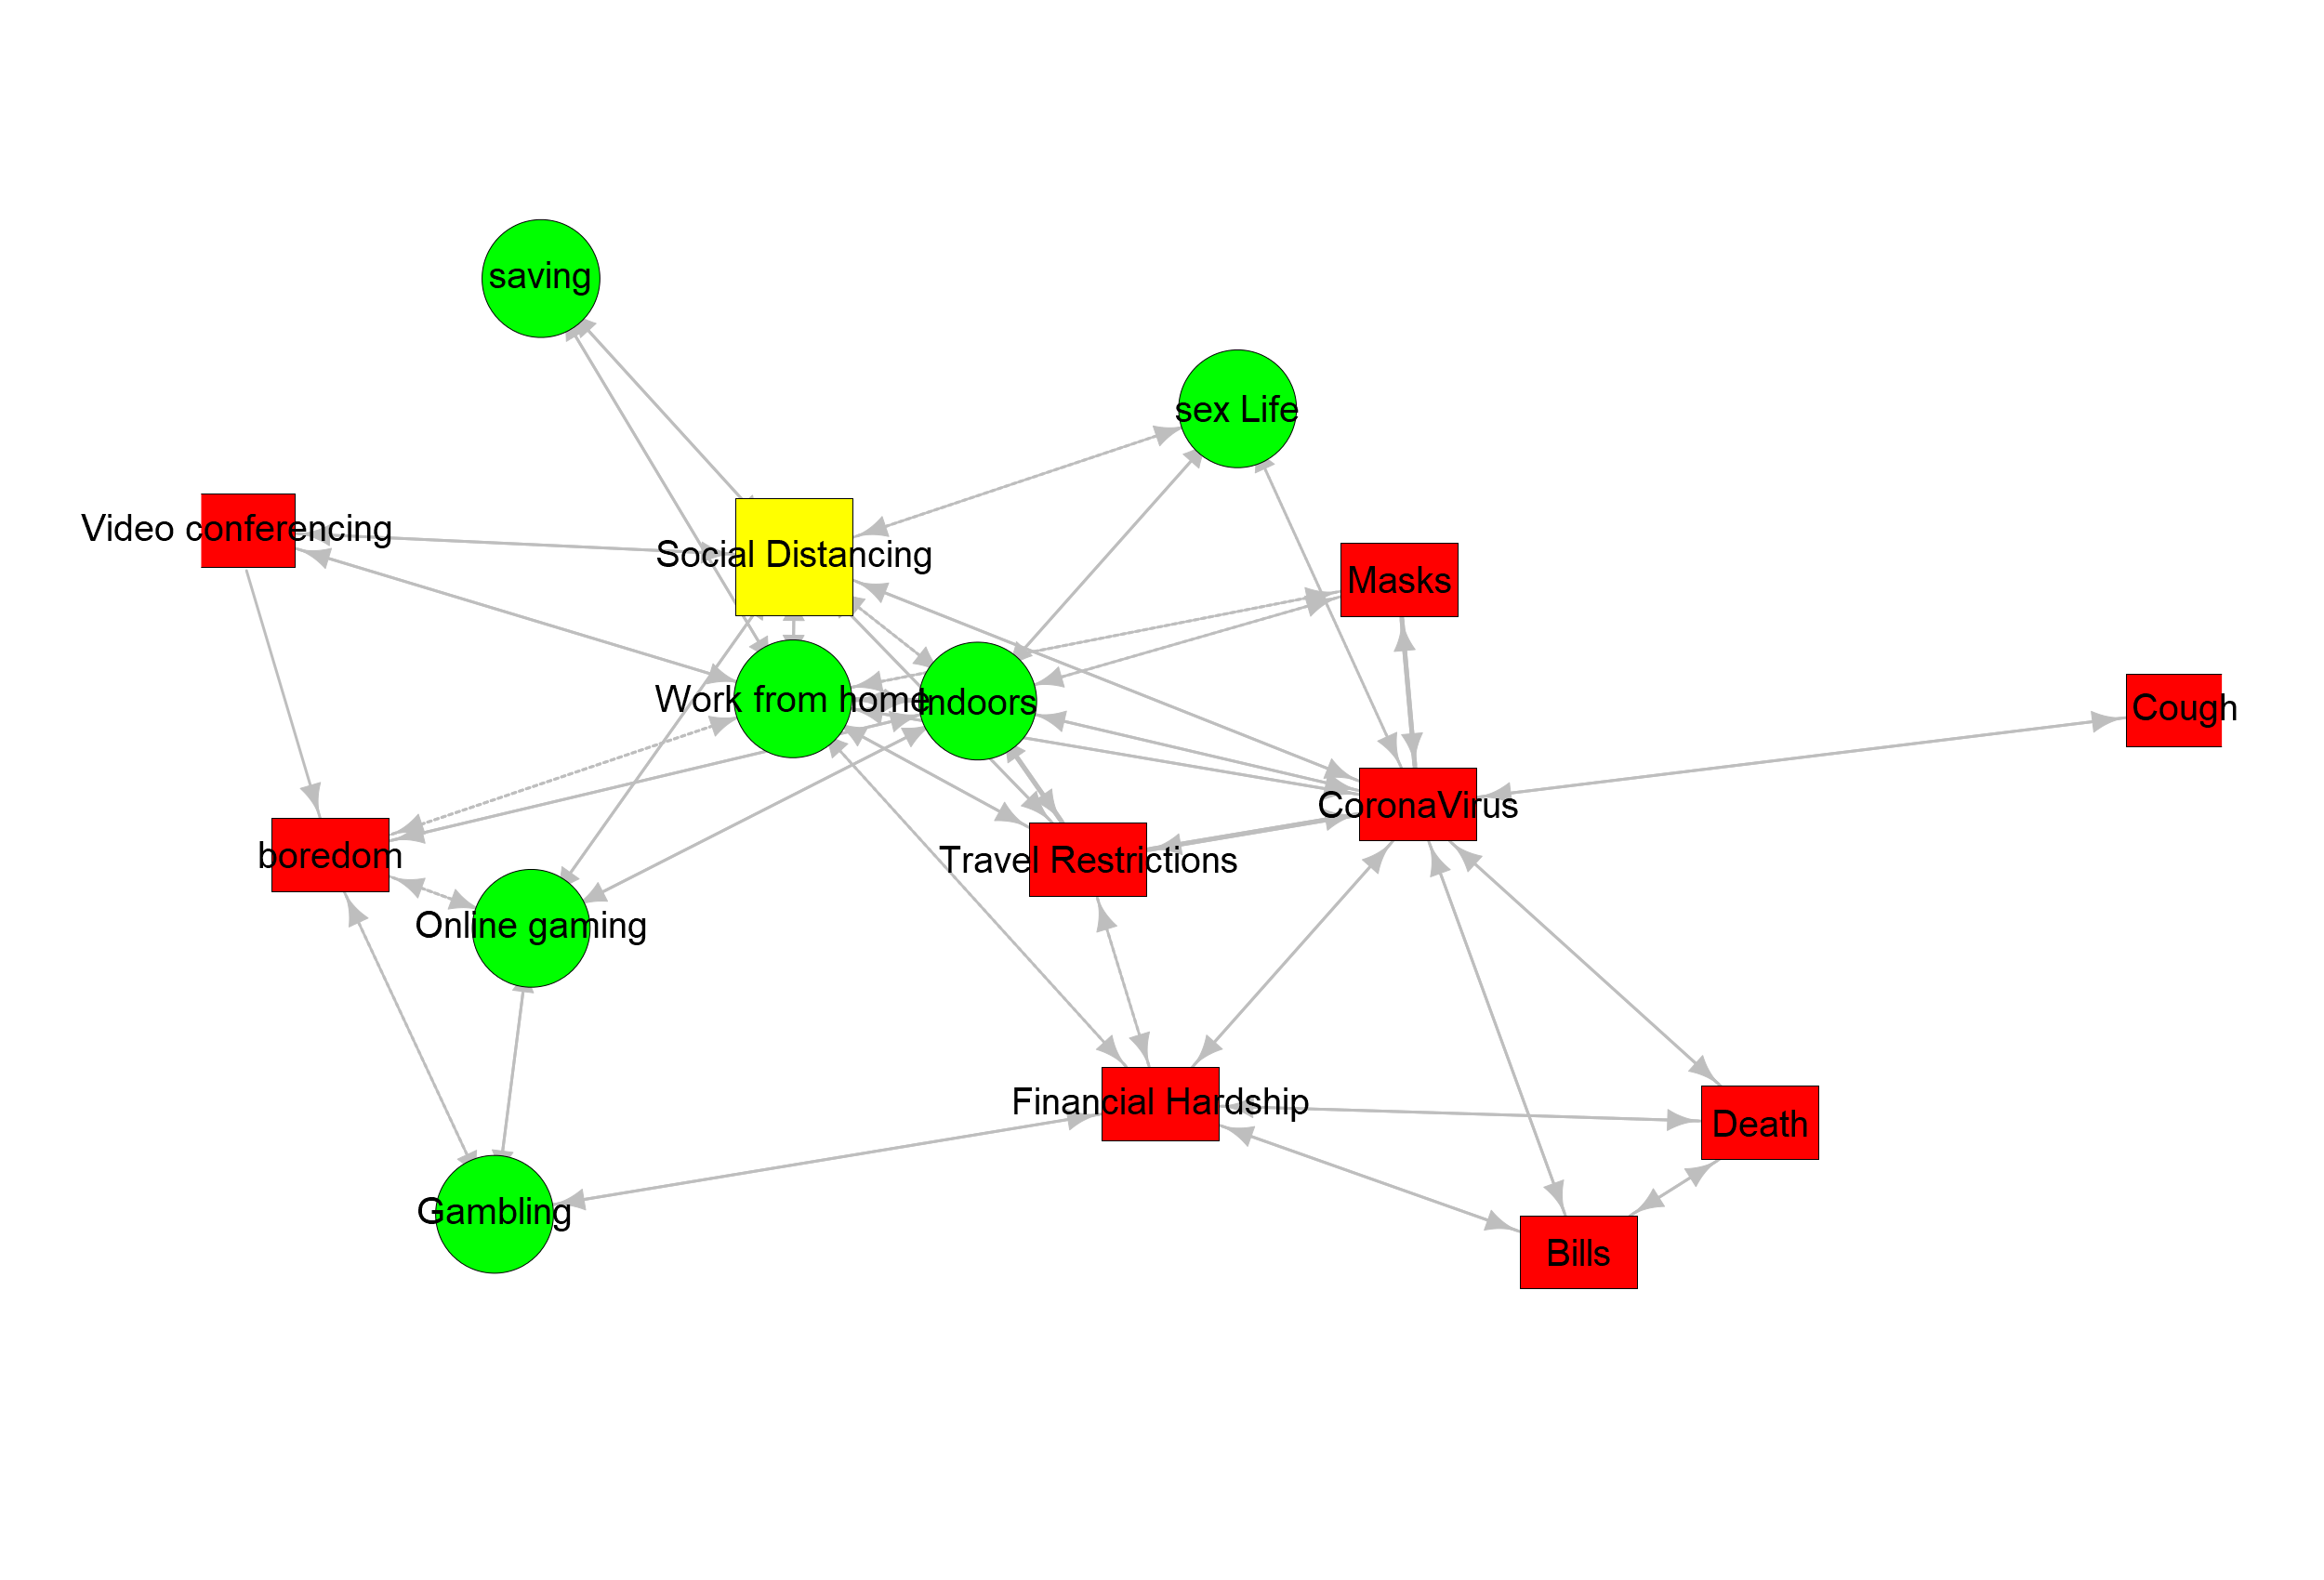 saving
sex Life
Video conferencing
Social Distancing
Masks
Work from home
Indoors
Cough
CoronaVirus
boredom
Travel Restrictions
Online gaming
Financial Hardship
Death
Gambling
Bills